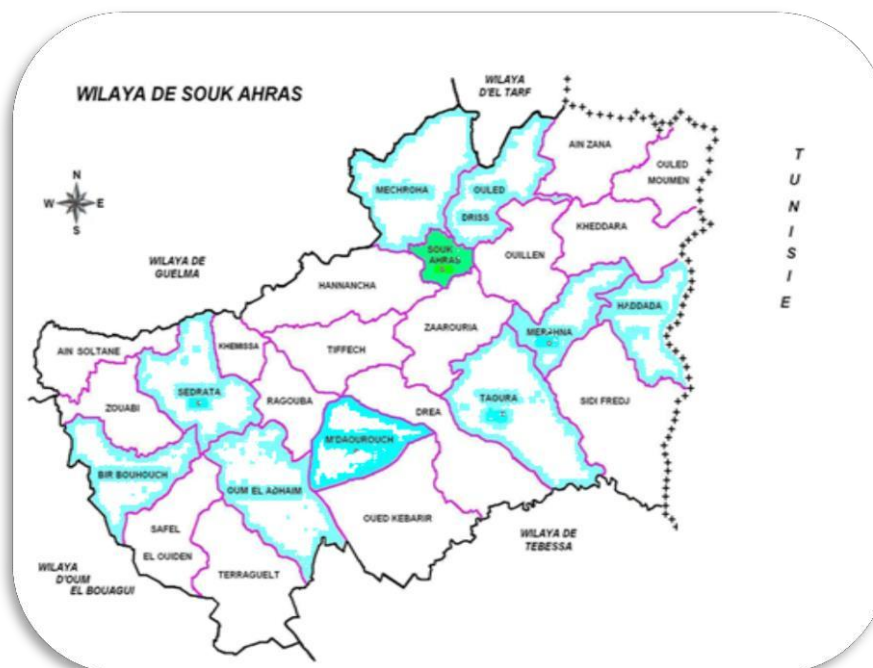 WILAYA DE SOUK AHRAS
WILAYA
D'EL TARF
AIN ZANA
OULED
MOUMEN
MECHROHA
OULED
DRISS
TUNISIE
N
W
E
S
KHEDDARA
SOUK
AHRAS
OUILLEN
WILAYA DE
GUELMA
HANNANCHA
HADDADA
ZAAROURIA
MERAHNA
AIN SOLTANE
KHEMISSA
TIFFECH
SEDRATA
ZOUABI
RAGOUBA
DREA
TAOURA
SIDI FREDJ
M'DAOUROUCH
BIR BOUHOUCH
OUM EL ADHAIM
OUED KEBARIR
SAFEL
EL OUIDEN
WILAYA DE
TEBESSA
TERRAGUELT
WILAYA
D'OUM
EL BOUAGUI